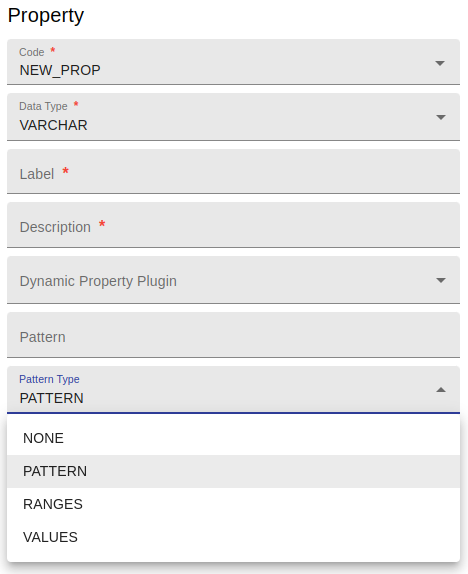 Property
Code *
NEW_PROP
Data Type *
VARCHAR
Label *
Description *
Dynamic Property Plugin
Pattern
Pattern Type
PATTERN
NONE
PATTERN
RANGES
VALUES